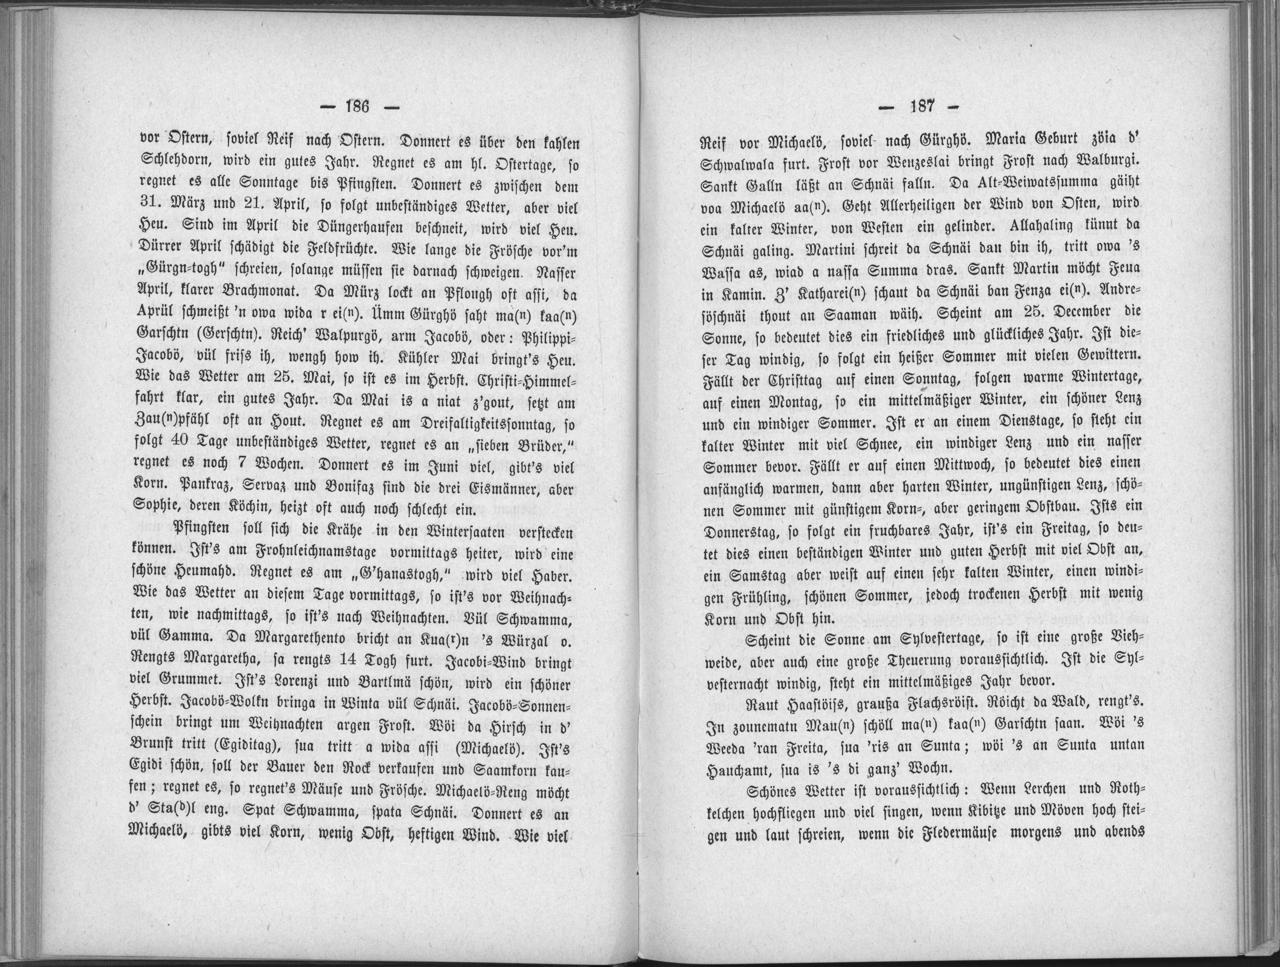 — 186 —
vor Ostern, soviel Reif nach Ostern. Donnert es über den kahlen
Schlehdorn, wird ein gutes Jahr. Regnet es am hl. Ostertage, so
regnet es alle Sonntage bis Pfingsten. Donnert es zwischen dem
31. März und 21. April, so folgt unbeständiges Wetter, aber viel
Heu. Sind im April die Düngerhaufen beschneit, wird viel Heu.
Dürrer April schädigt die Feldfrüchte. Wie lange die Frösche vor'm
„Gürgn-togh“ schreien, solange müssen sie darnach schweigen. Nasser
April, klarer Brachmonat. Da Mürz lockt an Pflough oft assi, da
Aprül schmeißt 'n owa wida r ei(n). Ümm Gürghö saht ma(n) kaa(n)
Garschtn (Gerschtn). Reich' Walpurgö, arm Jacobö, oder: Philippi-
Jacobö, vül friss ih, wengh how ih. Kühler Mai bringt's Heu.
Wie das Wetter am 25. Mai, so ist es im Herbst. Christi-Himmel-
fahrt klar, ein gutes Jahr. Da Mai is a niat z'gout, setzt am
Zau(n)pfähl oft an Hout. Regnet es am Dreifaltigkeitssonntag, so
folgt 40 Tage unbeständiges Wetter, regnet es an „sieben Brüder,“
regnet es noch 7 Wochen. Donnert es im Juni viel, gibt's viel
Korn. Pankraz, Servaz und Bonifaz sind die drei Eismänner, aber
Sophie, deren Köchin, heizt oft auch noch schlecht ein.
Pfingsten soll sich die Krähe in den Wintersaaten verstecken
können. Ist's am Frohnleichnamstage vormittags heiter, wird eine
schöne Heumahd. Regnet es am „G'hanastogh,“ wird viel Haber.
Wie das Wetter an diesem Tage vormittags, so ist's vor Weihnach-
ten, wie nachmittags, so ist's nach Weihnachten. Vül Schwamma,
vül Gamma. Da Margarethento bricht an Kua(r)n 's Würzal o.
Rengts Margaretha, sa rengts 14 Togh furt. Jacobi-Wind bringt
viel Grummet. Ist's Lorenzi und Bartlmä schön, wird ein schöner
Herbst. Jacobö-Wolkn bringa in Winta vül Schnäi. Jacobö-Sonnen-
schein bringt um Weihnachten argen Frost. Wöi da Hirsch in d'
Brunst tritt (Egiditag), sua tritt a wida assi (Michaelö). Ist's
Egidi schön, soll der Bauer den Rock verkaufen und Saamkorn kau-
fen; regnet es, so regnet's Mäuse und Frösche. Michaelö-Reng möcht
d' Sta(d)l eng. Spat Schwamma, spata Schnäi. Donnert es an
Michaelö, gibts viel Korn, wenig Obst, heftigen Wind. Wie viel
— 187 —
Reif vor Michaelö, soviel nach Gürghö. Maria Geburt zöia d'
Schwalwala furt. Frost vor Wenzeslai bringt Frost nach Walburgi.
Sankt Galln läßt an Schnäi falln. Da Alt-Weiwatssumma gäiht
voa Michaelö aa(n). Geht Allerheiligen der Wind von Osten, wird
ein kalter Winter, von Westen ein gelinder. Allahaling künnt da
Schnäi galing. Martini schreit da Schnäi dau bin ih, tritt owa 's
Wassa as, wiad a nassa Summa dras. Sankt Martin möcht Feua
in Kamin. Z' Katharei(n) schaut da Schnäi ban Fenza ei(n). Andre-
söschnäi thout an Saaman wäih. Scheint am 25. December die
Sonne, so bedeutet dies ein friedliches und glückliches Jahr. Ist die-
ser Tag windig, so folgt ein heißer Sommer mit vielen Gewittern.
Fällt der Christtag auf einen Sonntag, folgen warme Wintertage,
auf einen Montag, so ein mittelmäßiger Winter, ein schöner Lenz
und ein windiger Sommer. Ist er an einem Dienstage, so steht ein
kalter Winter mit viel Schnee, ein windiger Lenz und ein nasser
Sommer bevor. Fällt er auf einen Mittwoch, so bedeutet dies einen
anfänglich warmen, dann aber harten Winter, ungünstigen Lenz, schö-
nen Sommer mit günstigem Korn-, aber geringem Obstbau. Ists ein
Donnerstag, so folgt ein fruchbares Jahr, ist's ein Freitag, so deu-
tet dies einen beständigen Winter und guten Herbst mit viel Obst an,
ein Samstag aber weist auf einen sehr kalten Winter, einen windi-
gen Frühling, schönen Sommer, jedoch trockenen Herbst mit wenig
Korn und Obst hin.
Scheint die Sonne am Sylvestertage, so ist eine große Vieh-
weide, aber auch eine große Theuerung voraussichtlich. Ist die Syl-
vesternacht windig, steht ein mittelmäßiges Jahr bevor.
Raut Haastöiss, graußa Flachsröist. Röicht da Wald, rengt's.
In zounematn Mau(n) schöll ma(n) kaa(n) Garschtn saan. Wöi 's
Weeda 'ran Freita, sua 'ris an Sunta; wöi 's an Sunta untan
Hauchamt, sua is 's di ganz' Wochn.
Schönes Wetter ist voraussichtlich: Wenn Lerchen und Roth-
kelchen hochfliegen und viel singen, wenn Kibitze und Möven hoch stei-
gen und laut schreien, wenn die Fledermäuse morgens und abends